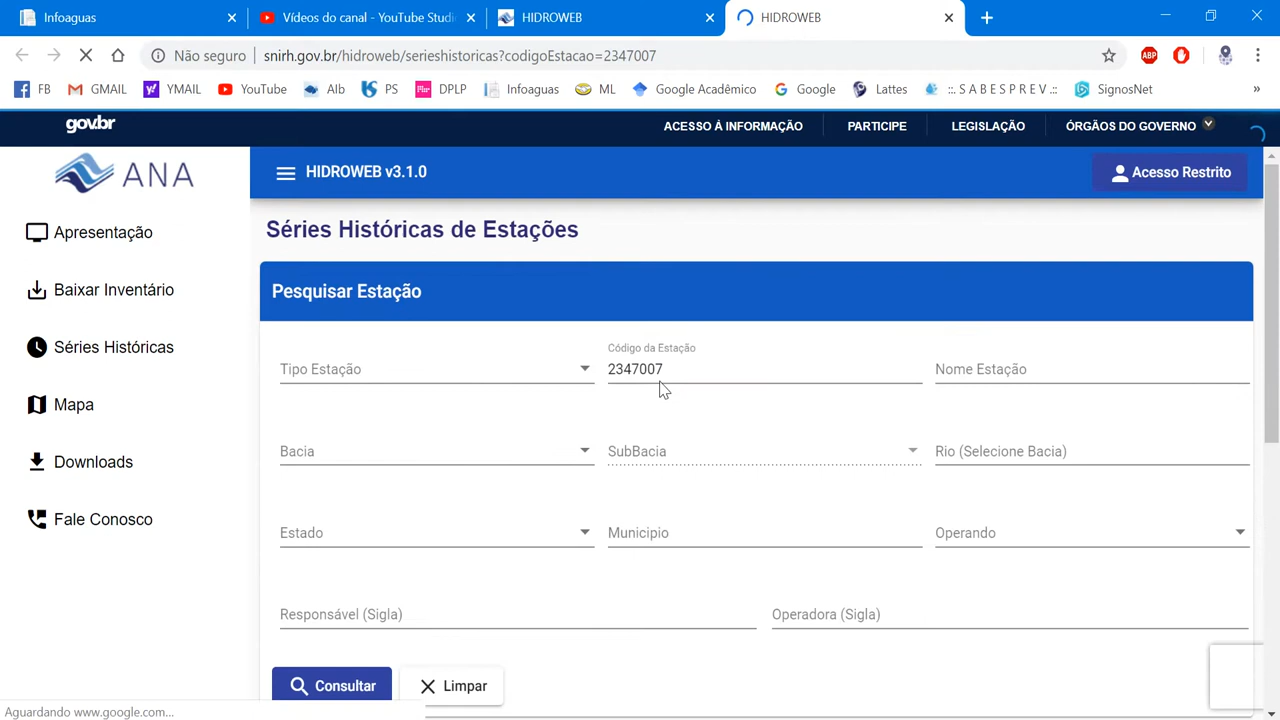 Infoaguas
Vídeos do canal - YouTube Studi
HIDROWEB
HIDROWEB
Não seguro
snirh.gov.br/hidroweb/serieshistoricas?codigoEstacao=2347007
ABP
FB
GMAIL
YMAIL
YouTube
Alb
PS
DPLP
Infoaguas
ML
Google Acadêmico
Google
Lattes
::. S A B E S P R E V .::
SignosNet
»
gov.br
ACESSO À INFORMAÇÃO
PARTICIPE
LEGISLAÇÃO
ÓRGÃOS DO GOVERNO
ANA
HIDROWEB v3.1.0
Acesso Restrito
Apresentação
Baixar Inventário
Séries Históricas
Mapa
Downloads
Fale Conosco
Séries Históricas de Estações
Pesquisar Estação
Tipo Estação
Código da Estação
2347007
Nome Estação
Bacia
SubBacia
Rio (Selecione Bacia)
Estado
Municipio
Operando
Responsável (Sigla)
Operadora (Sigla)
Consultar
Limpar
Aguardando www.google.com...